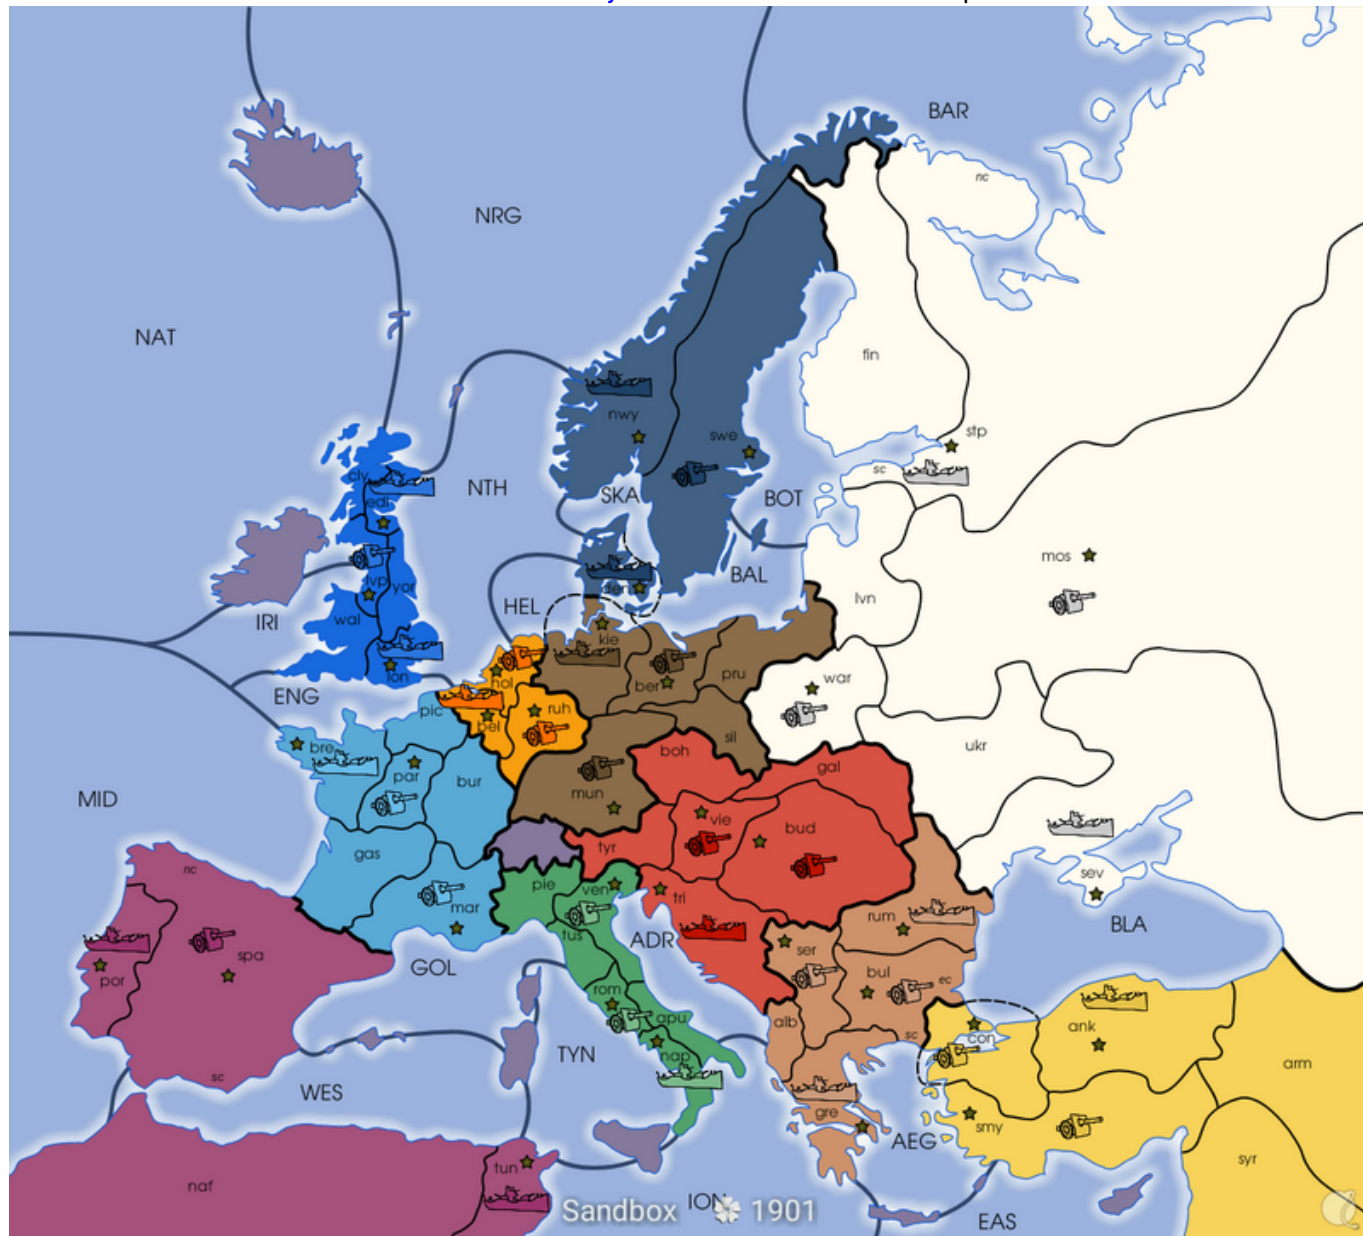 BAR
nc
NRG
NAT
fin
nwy
swe
stp
sc
cly
NTH
SKA
BOT
edi
mos
BAL
lvp
yor
den
lvn
HEL
IRI
wal
kie
lon
hol
ber
pru
war
ENG
pic
bel
ruh
sil
ukr
bre
boh
gal
par
bur
mun
MID
vie
bud
tyr
gas
nc
pie
ven
tri
sev
mar
rum
BLA
tus
ADR
ser
spa
GOL
bul
ec
por
rom
alb
apu
sc
con
ank
nap
TYN
arm
sc
WES
gre
smy
AEG
tun
naf
syr
ION
Sandbox 1901
EAS